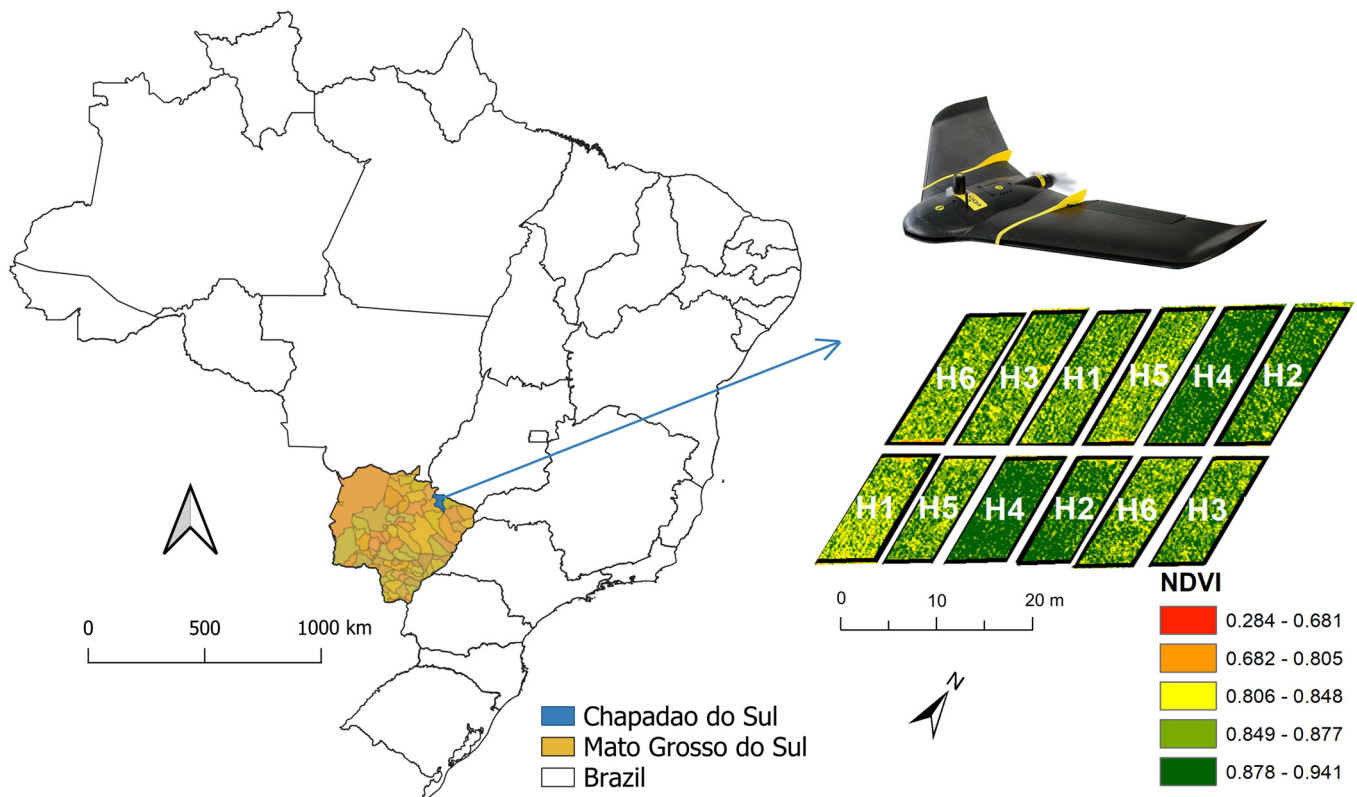 H6 H3 H1 H5 H4 H2
H1 H5 H4 H2 H6 H3
NDVI
0.284 - 0.681
0.682 - 0.805
0.806 - 0.848
0.849 - 0.877
0.878 - 0.941
0 10 20 m
N
0 500 1000 km
Chapadao do Sul
Mato Grosso do Sul
Brazil